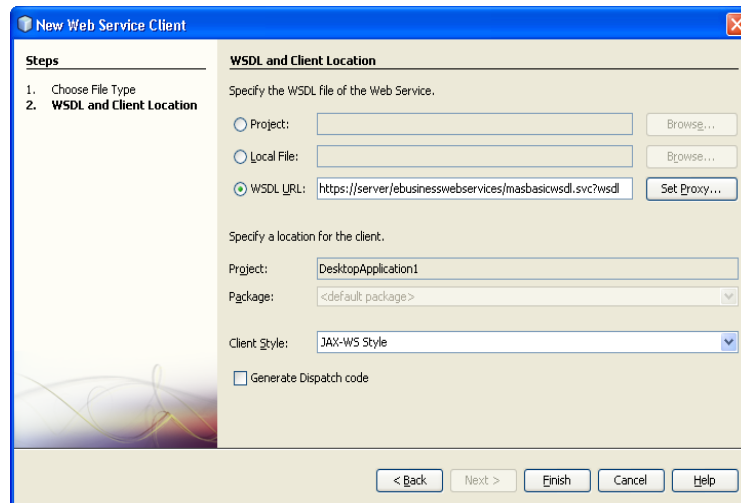 New Web Service Client
Steps
1. Choose File Type
2. WSDL and Client Location
WSDL and Client Location
Specify the WSDL file of the Web Service.
Project:
Browse...
Local File:
Browse...
WSDL URL: https://server/ebusinesswebservices/masbasicwsdl.svc?wsdl
Set Proxy...
Specify a location for the client.
Project: DesktopApplication1
Package: <default package>
Client Style: JAX-WS Style
Generate Dispatch code
< Back Next > Finish Cancel Help